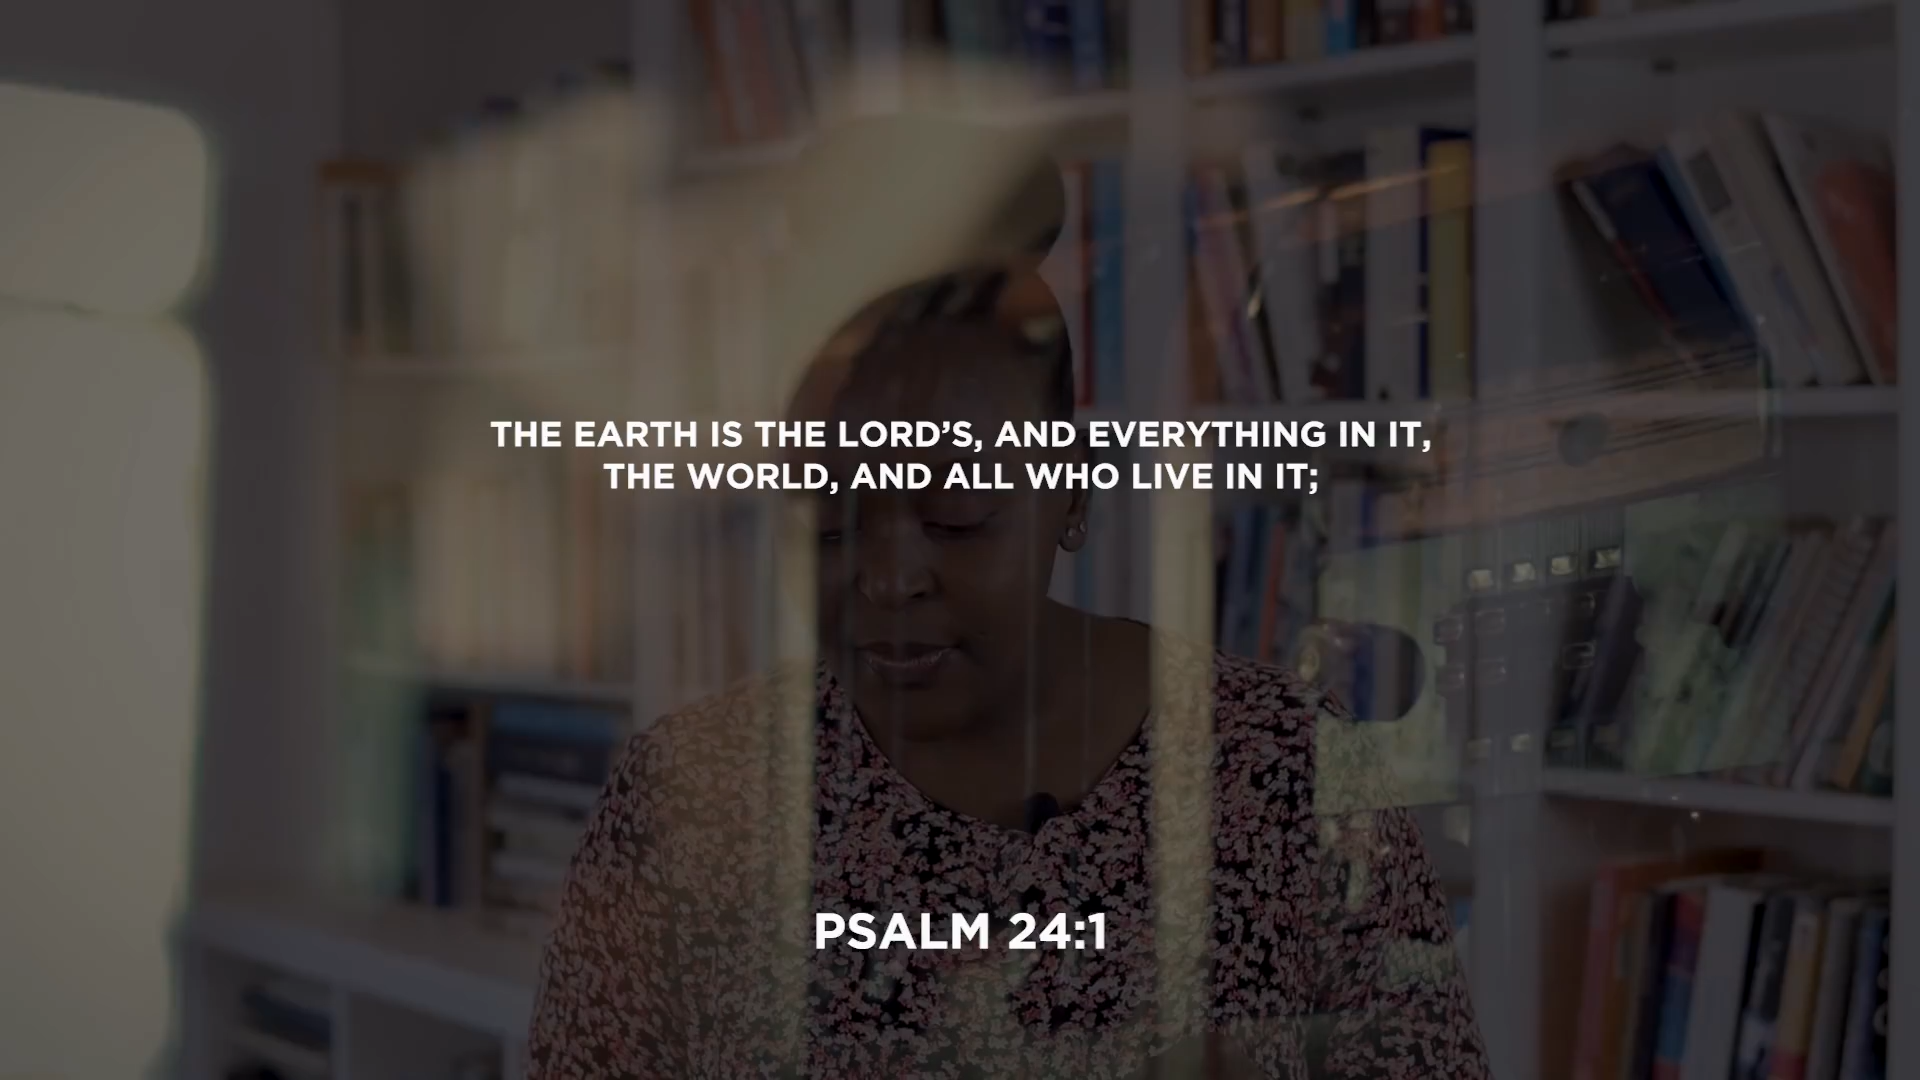 THE EARTH IS THE LORD’S, AND EVERYTHING IN IT,
THE WORLD, AND ALL WHO LIVE IN IT;
PSALM 24:1